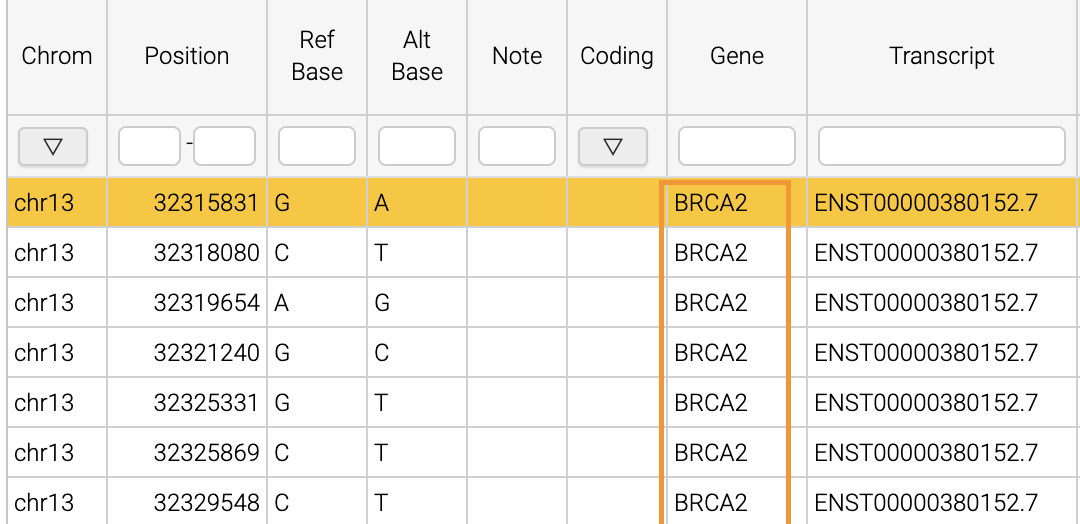 Chrom Position Ref Base Alt Base Note Coding Gene Transcript
-
chr13 32315831 G A BRCA2 ENST00000380152.7
chr13 32318080 C T BRCA2 ENST00000380152.7
chr13 32319654 A G BRCA2 ENST00000380152.7
chr13 32321240 G C BRCA2 ENST00000380152.7
chr13 32325331 G T BRCA2 ENST00000380152.7
chr13 32325869 C T BRCA2 ENST00000380152.7
chr13 32329548 C T BRCA2 ENST00000380152.7